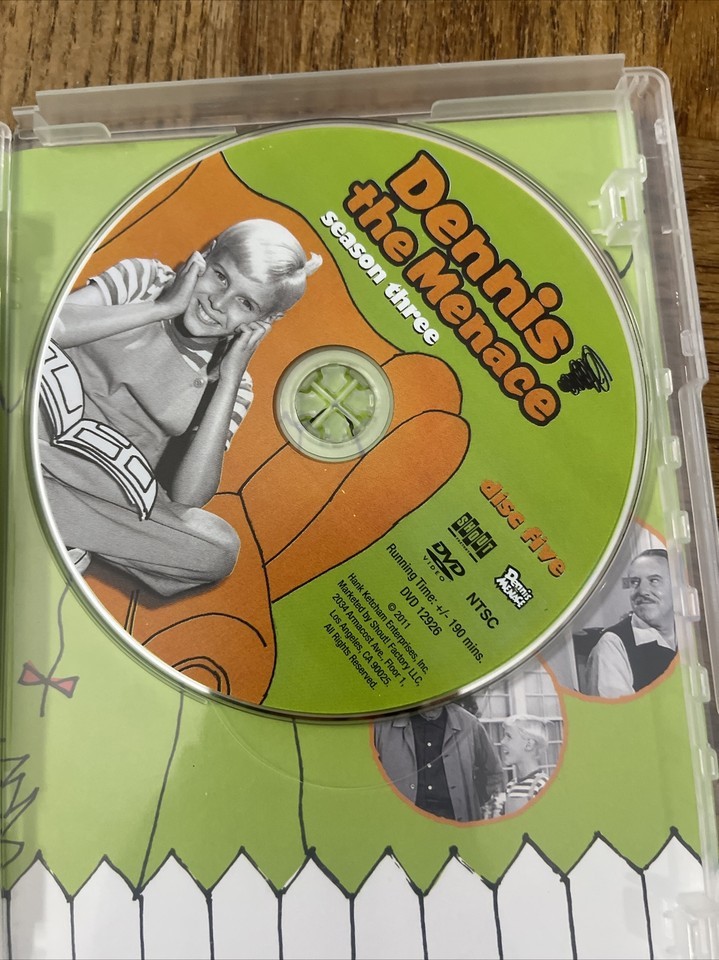 Dennis
the Menace
season three
disc five
SHOUT!
DVD
VIDEO
Dennis
the
MENACE
NTSC
Running Time: +/- 190 mins.
DVD 12926
© 2011
Hank Ketcham Enterprises, Inc.
Marketed by Shout! Factory LLC,
2034 Armacost Ave., Floor 1,
Los Angeles, CA 90025.
All Rights Reserved.